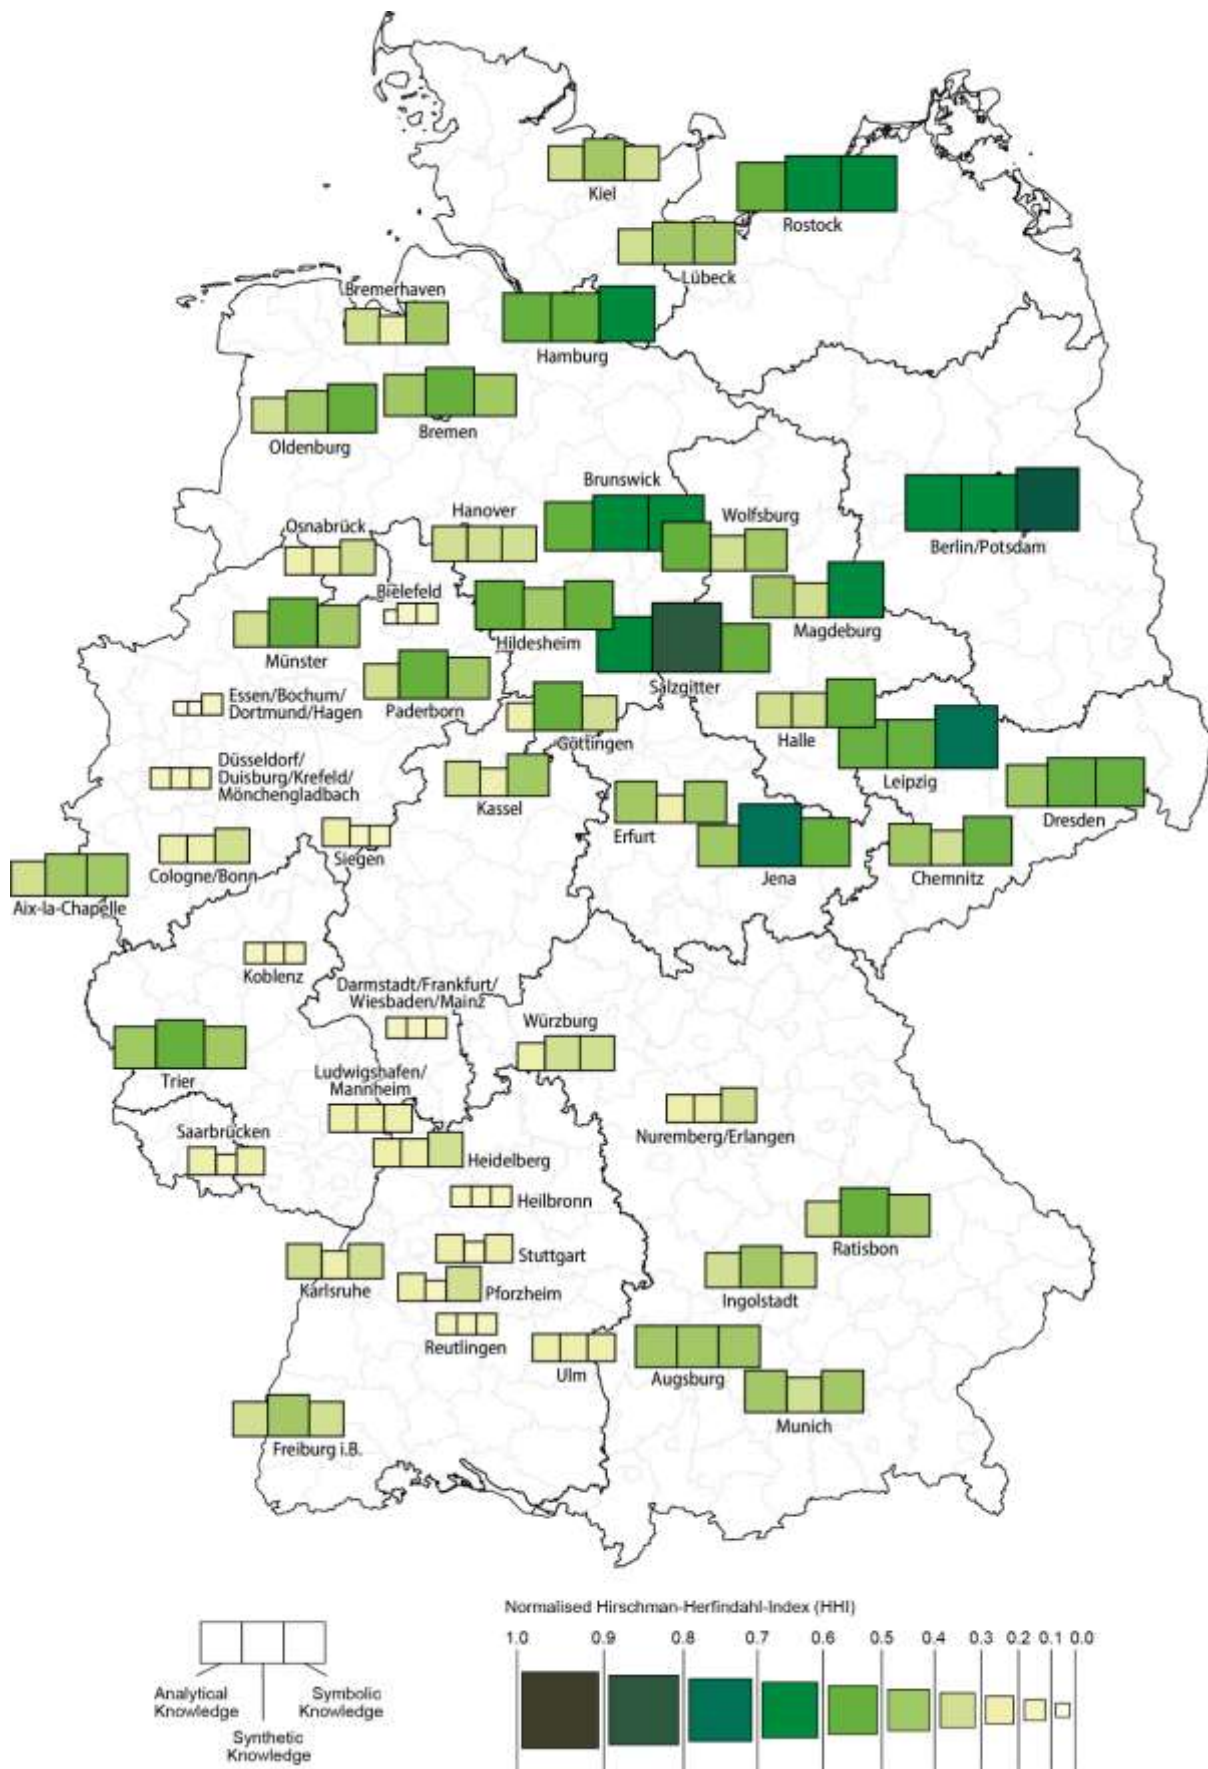 Kiel
Rostock
Lübeck
Bremerhaven
Hamburg
Oldenburg
Bremen
Brunswick
Hanover
Wolfsburg
Osnabrück
Berlin/Potsdam
Bielefeld
Hildesheim
Magdeburg
Münster
Salzgitter
Essen/Bochum/
Dortmund/Hagen
Paderborn
Göttingen
Halle
Leipzig
Düsseldorf/
Duisburg/Krefeld/
Mönchengladbach
Kassel
Dresden
Erfurt
Siegen
Cologne/Bonn
Jena
Chemnitz
Aix-la-Chapelle
Koblenz
Darmstadt/Frankfurt/
Wiesbaden/Mainz
Würzburg
Trier
Ludwigshafen/
Mannheim
Saarbrücken
Nuremberg/Erlangen
Heidelberg
Heilbronn
Ratisbon
Stuttgart
Ingolstadt
Karlsruhe
Pforzheim
Reutlingen
Ulm
Augsburg
Munich
Freiburg i.B.
Normalised Hirschman-Herfindahl-Index (HHI)
1.0 0.9 0.8 0.7 0.6 0.5 0.4 0.3 0.2 0.1 0.0
Analytical
Knowledge
Symbolic
Knowledge
Synthetic
Knowledge